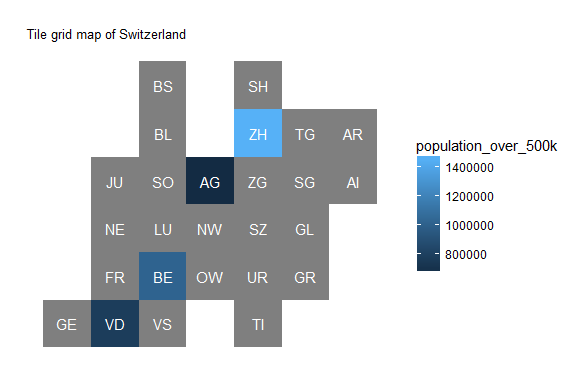 Tile grid map of Switzerland
BS SH
BL ZH TG AR
JU SO AG ZG SG AI
NE LU NW SZ GL
FR BE OW UR GR
GE VD VS TI
population_over_500k
1400000
1200000
1000000
800000